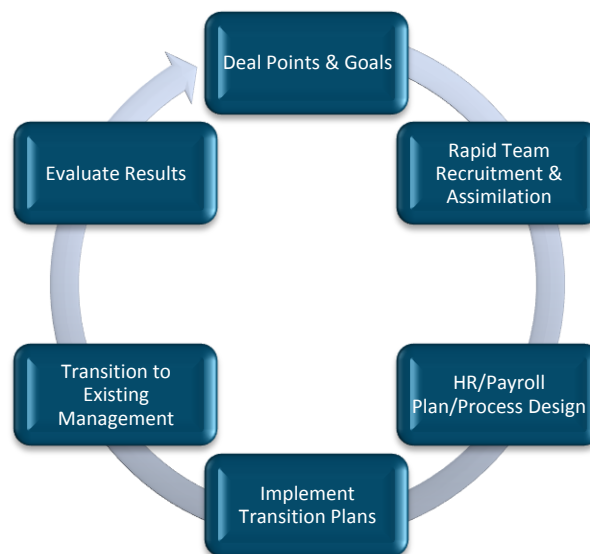 Deal Points & Goals
Rapid Team
Recruitment &
Assimilation
HR/Payroll
Plan/Process Design
Implement
Transition Plans
Transition to
Existing
Management
Evaluate Results